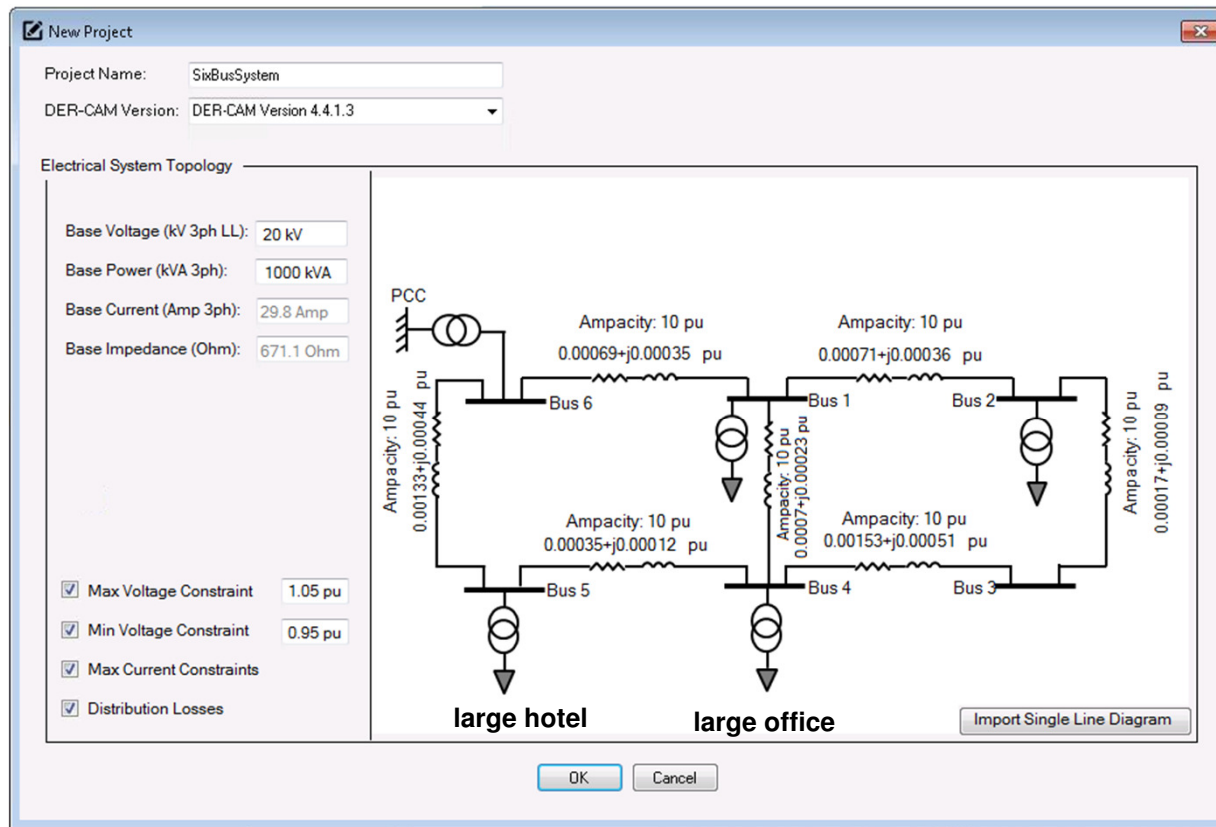 New Project
Project Name: SixBusSystem
DER-CAM Version: DER-CAM Version 4.4.1.3
Electrical System Topology
Base Voltage (kV 3ph LL): 20 kV
Base Power (kVA 3ph): 1000 kVA
Base Current (Amp 3ph): 29.8 Amp
Base Impedance (Ohm): 671.1 Ohm
Max Voltage Constraint 1.05 pu
Min Voltage Constraint 0.95 pu
Max Current Constraints
Distribution Losses
PCC
Ampacity: 10 pu
0.00069+j0.00035 pu
Ampacity: 10 pu
0.00071+j0.00036 pu
Bus 6
Bus 1
Bus 2
Ampacity: 10 pu
0.00133+j0.00044 pu
Ampacity: 10 pu
0.0007+j0.00023 pu
Ampacity: 10 pu
0.00017+j0.00009 pu
Ampacity: 10 pu
0.00035+j0.00012 pu
Ampacity: 10 pu
0.00153+j0.00051 pu
Bus 5
Bus 4
Bus 3
large hotel
large office
Import Single Line Diagram
OK
Cancel